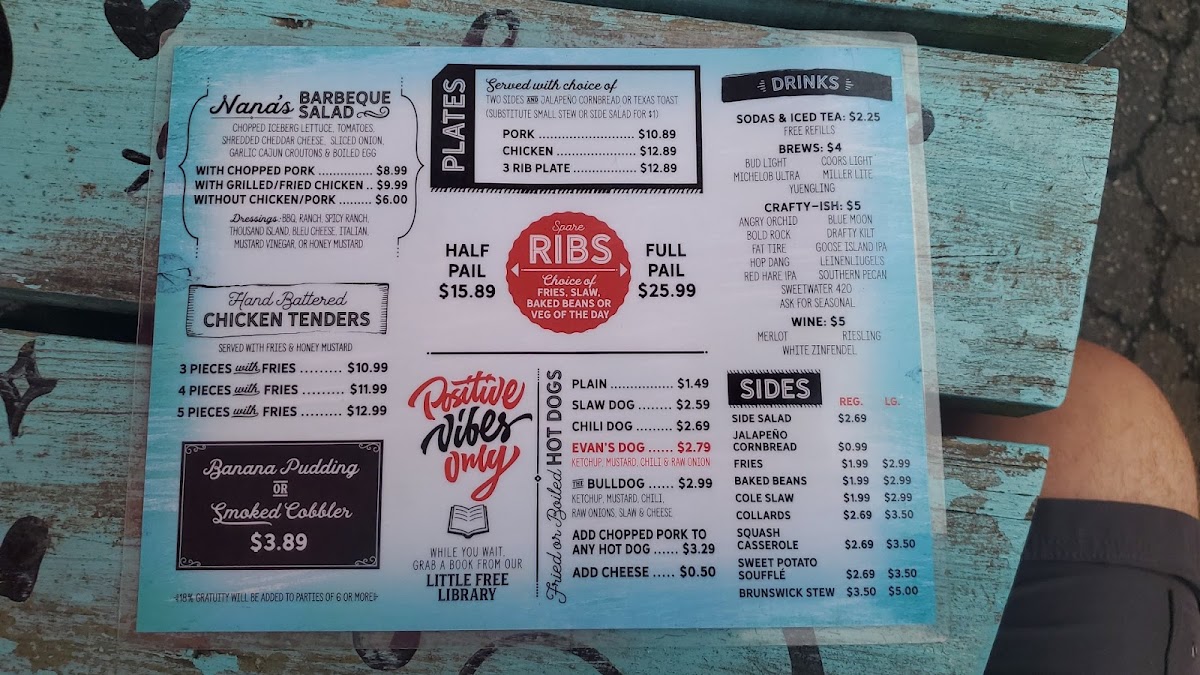 Nana's BARBEQUE
SALAD
CHOPPED ICEBERG LETTUCE, TOMATOES,
SHREDDED CHEDDAR CHEESE, SLICED ONION,
GARLIC CAJUN CROUTONS & BOILED EGG
WITH CHOPPED PORK ................ $8.99
WITH GRILLED/FRIED CHICKEN .. $9.99
WITHOUT CHICKEN/PORK ......... $6.00
Dressings: BBQ, RANCH, SPICY RANCH,
THOUSAND ISLAND, BLEU CHEESE, ITALIAN,
MUSTARD VINEGAR, OR HONEY MUSTARD
Hand Battered
CHICKEN TENDERS
SERVED WITH FRIES & HONEY MUSTARD
3 PIECES with FRIES ......... $10.99
4 PIECES with FRIES ......... $11.99
5 PIECES with FRIES ......... $12.99
Banana Pudding
OR
Smoked Cobbler
$3.89
18% GRATUITY WILL BE ADDED TO PARTIES OF 6 OR MORE
PLATES
Served with choice of
TWO SIDES AND JALAPEÑO CORNBREAD OR TEXAS TOAST
(SUBSTITUTE SMALL STEW OR SIDE SALAD FOR $1)
PORK ........................ $10.89
CHICKEN .................... $12.89
3 RIB PLATE ................ $12.89
HALF
PAIL
$15.89
Spare
RIBS
Choice of
FRIES, SLAW,
BAKED BEANS OR
VEG OF THE DAY
FULL
PAIL
$25.99
Positive
Vibes
Only
WHILE YOU WAIT,
GRAB A BOOK FROM OUR
LITTLE FREE
LIBRARY
Fried or Boiled HOT DOGS
PLAIN ................ $1.49
SLAW DOG ........ $2.59
CHILI DOG ......... $2.69
EVAN'S DOG ...... $2.79
KETCHUP, MUSTARD, CHILI & RAW ONION
THE BULLDOG ...... $2.99
KETCHUP, MUSTARD, CHILI,
RAW ONIONS, SLAW & CHEESE
ADD CHOPPED PORK TO
ANY HOT DOG ...... $3.29
ADD CHEESE ..... $0.50
DRINKS
SODAS & ICED TEA: $2.25
FREE REFILLS
BREWS: $4
BUD LIGHT COORS LIGHT
MICHELOB ULTRA MILLER LITE
YUENGLING
CRAFTY-ISH: $5
ANGRY ORCHID BLUE MOON
BOLD ROCK DRAFTY KILT
FAT TIRE GOOSE ISLAND IPA
HOP DANG LEINENLIUGEL'S
RED HARE IPA SOUTHERN PECAN
SWEETWATER 420
ASK FOR SEASONAL
WINE: $5
MERLOT RIESLING
WHITE ZINFENDEL
SIDES REG. LG.
SIDE SALAD $2.69
JALAPEÑO
CORNBREAD $0.99
FRIES $1.99 $2.99
BAKED BEANS $1.99 $2.99
COLE SLAW $1.99 $2.99
COLLARDS $2.69 $3.50
SQUASH
CASSEROLE $2.69 $3.50
SWEET POTATO
SOUFFLÉ $2.69 $3.50
BRUNSWICK STEW $3.50 $5.00